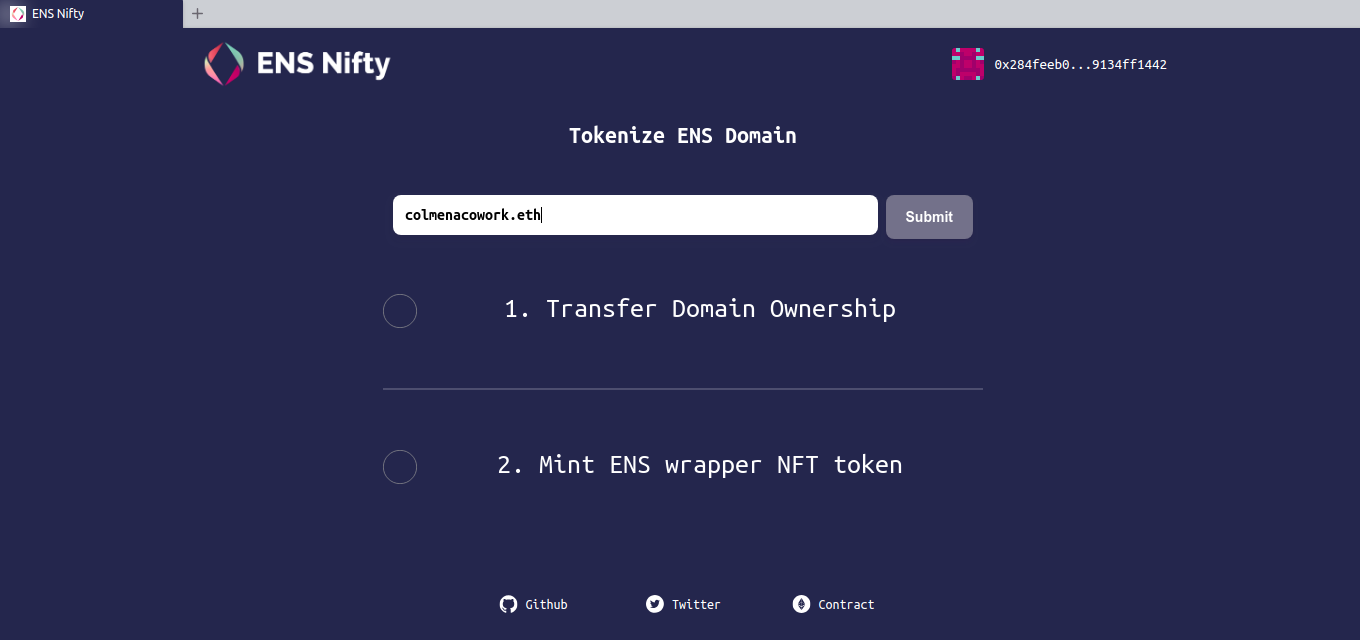 ENS Nifty
ENS Nifty
0x284feeb0...9134ff1442
Tokenize ENS Domain
colmenacowork.eth
Submit
1. Transfer Domain Ownership
2. Mint ENS wrapper NFT token
Github
Twitter
Contract